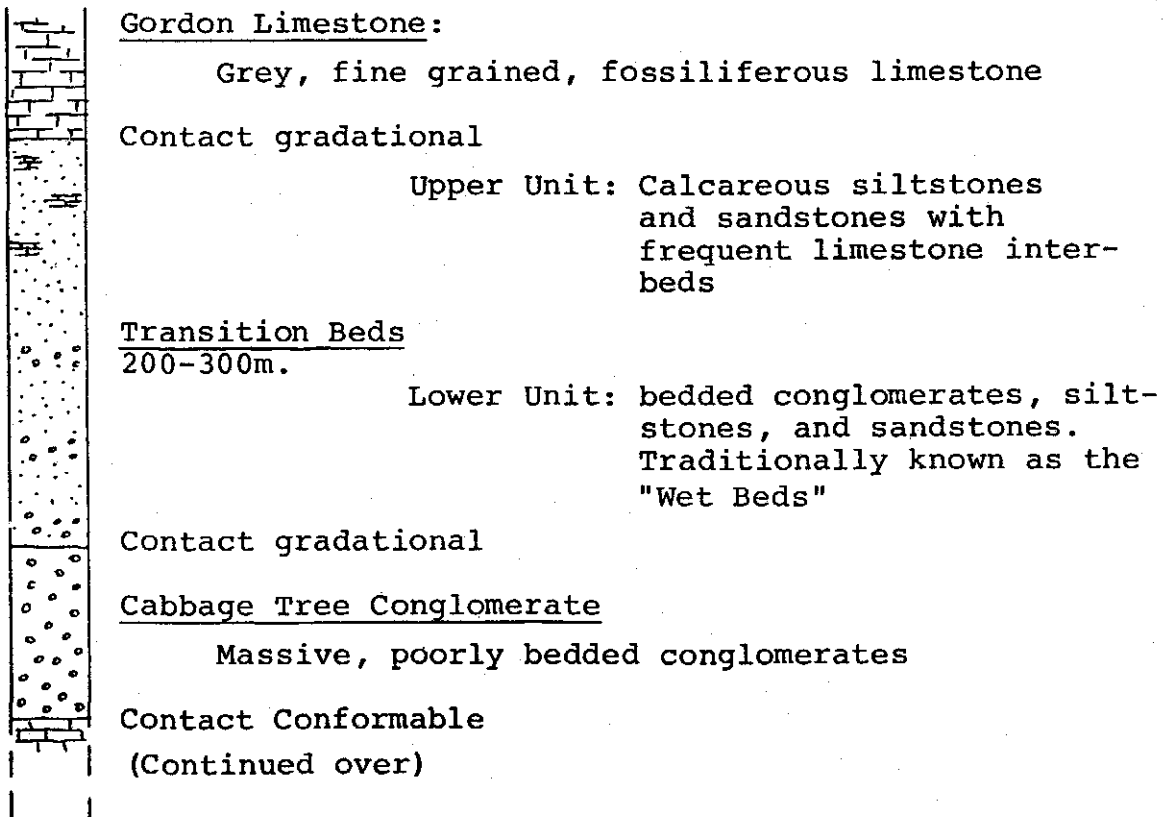 Gordon Limestone:
Grey, fine grained, fossiliferous limestone
Contact gradational
Upper Unit: Calcareous siltstones
and sandstones with
frequent limestone inter-
beds
Transition Beds
200-300m.
Lower Unit: bedded conglomerates, silt-
stones, and sandstones.
Traditionally known as the
"Wet Beds"
Contact gradational
Cabbage Tree Conglomerate
Massive, poorly bedded conglomerates
Contact Conformable
(Continued over)